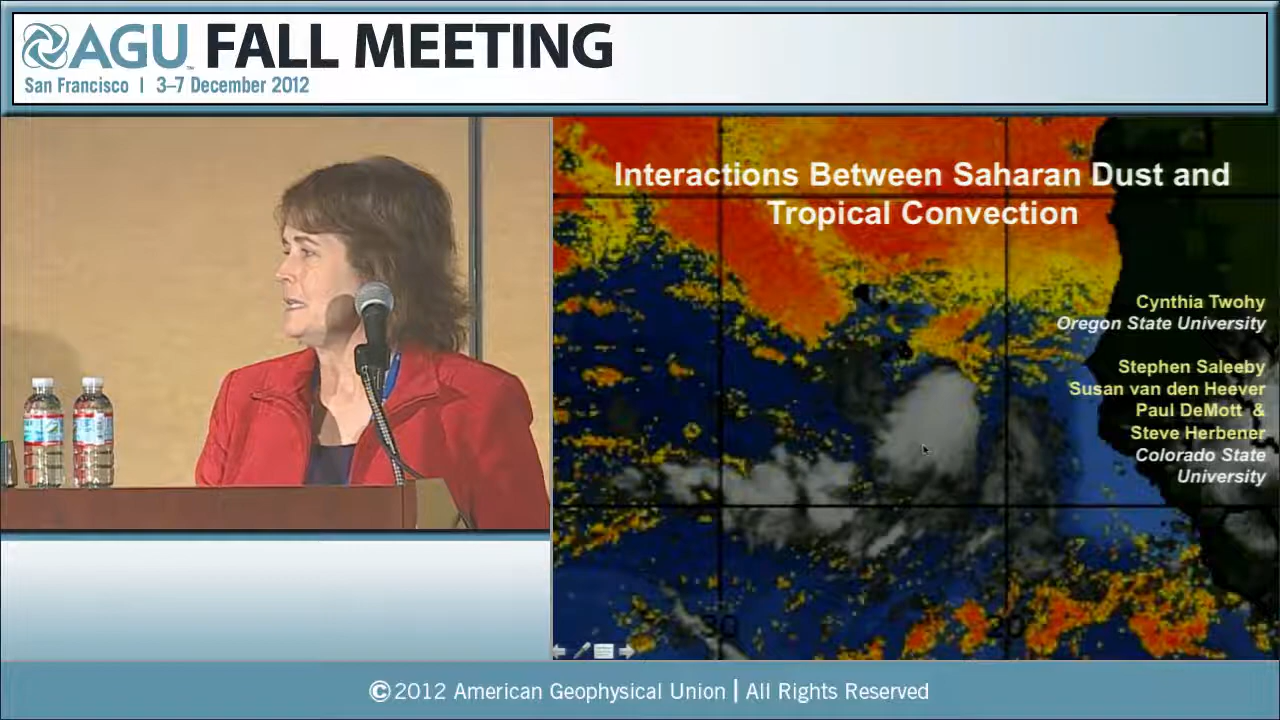 AGU FALL MEETING
San Francisco | 3–7 December 2012
Interactions Between Saharan Dust and
Tropical Convection
Cynthia Twohy
Oregon State University
Stephen Saleeby
Susan van den Heever
Paul DeMott &
Steve Herbener
Colorado State
University
30
20
©2012 American Geophysical Union | All Rights Reserved